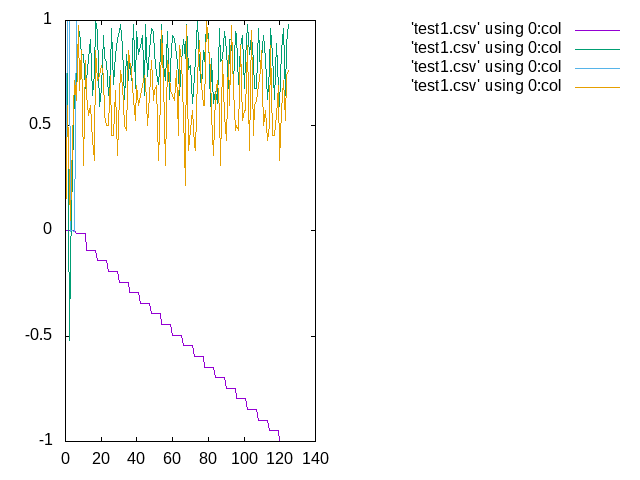 1
0.5
0
-0.5
-1
0 20 40 60 80 100 120 140
'test1.csv' using 0:col
'test1.csv' using 0:col
'test1.csv' using 0:col
'test1.csv' using 0:col